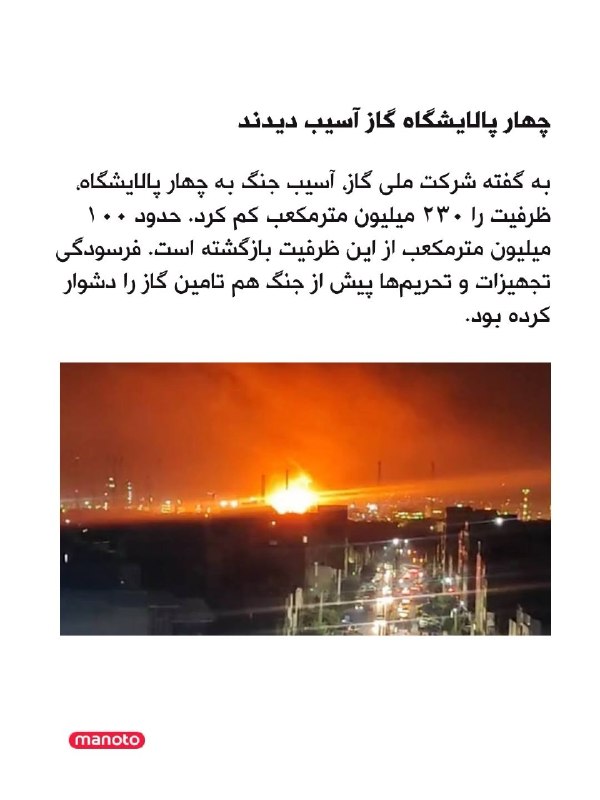 چهار پالایشگاه گاز آسیب دیدند
به گفته شرکت ملی گاز، آسیب جنگ به چهار پالایشگاه،
ظرفیت را ۲۳۰ میلیون مترمکعب کم کرد. حدود ۱۰۰
میلیون مترمکعب از این ظرفیت بازگشته است. فرسودگی
تجهیزات و تحریم‌ها پیش از جنگ هم تامین گاز را دشوار
کرده بود.
manoto